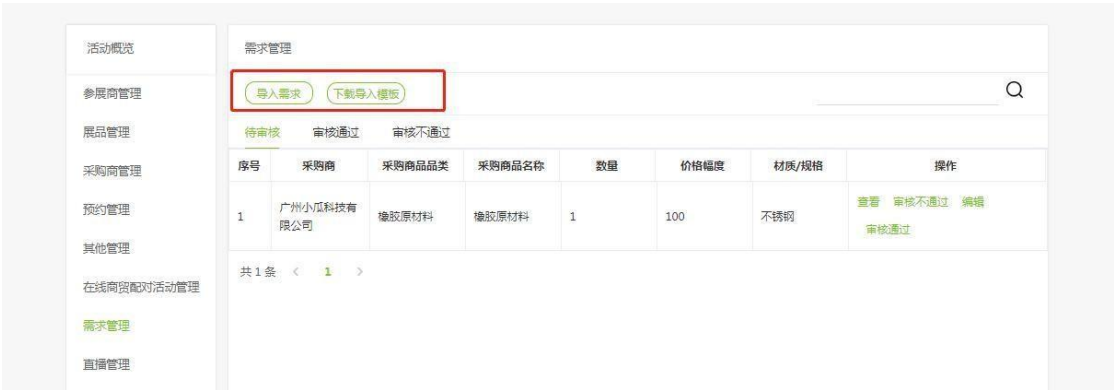 活动概览
参展商管理
展品管理
采购商管理
预约管理
其他管理
在线商贸配对活动管理
需求管理
直播管理
需求管理
导入需求 下载导入模板
待审核 审核通过 审核不通过
序号 采购商 采购商品品类 采购商品名称 数量 价格幅度 材质/规格 操作
1 广州小瓜科技有限公司 橡胶原材料 橡胶原材料 1 100 不锈钢 查看 审核不通过 编辑
审核通过
共 1 条 < 1 >